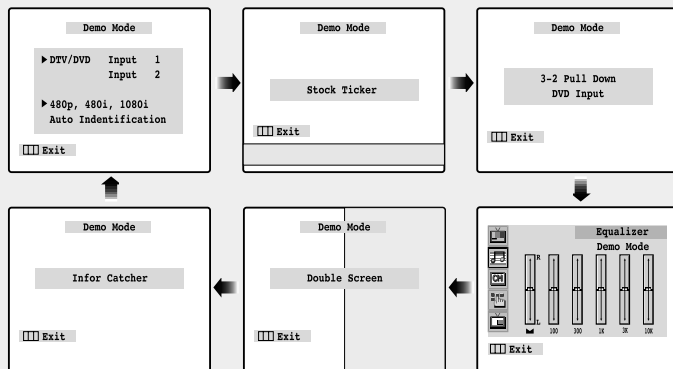 Demo Mode
DTV/DVD Input 1
Input 2
480p, 480i, 1080i
Auto Indentification
Exit
Demo Mode
Stock Ticker
Exit
Demo Mode
3-2 Pull Down
DVD Input
Exit
Demo Mode
Infor Catcher
Exit
Demo Mode
Double Screen
Exit
Equalizer
Demo Mode
R
CH
L
100 300 1K 3K 10K
Exit